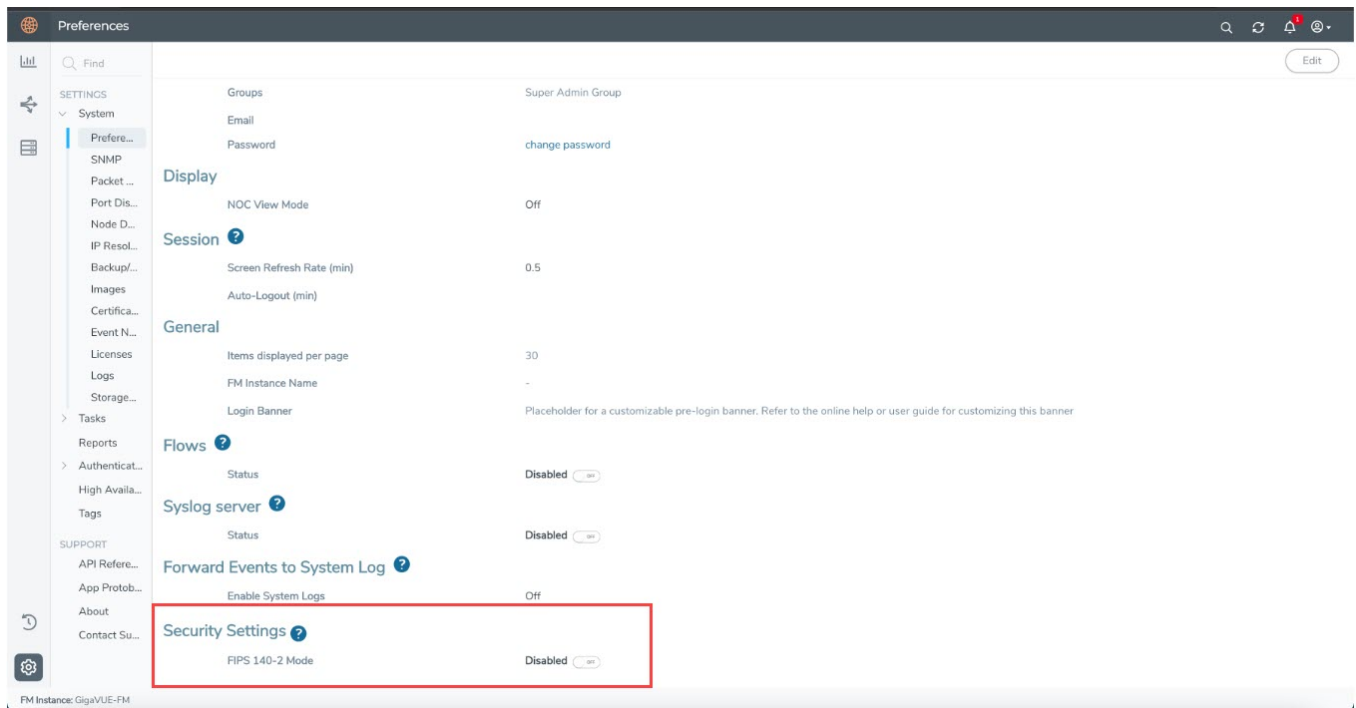 Preferences
1
Find
Edit
SETTINGS
System
Prefere...
SNMP
Packet ...
Port Dis...
Node D...
IP Resol...
Backup/...
Images
Certifica...
Event N...
Licenses
Logs
Storage...
Tasks
Reports
Authenticat...
High Availa...
Tags
SUPPORT
API Refere...
App Protob...
About
Contact Su...
Groups Super Admin Group
Email
Password change password
Display
NOC View Mode Off
Session ?
Screen Refresh Rate (min) 0.5
Auto-Logout (min)
General
Items displayed per page 30
FM Instance Name -
Login Banner Placeholder for a customizable pre-login banner. Refer to the online help or user guide for customizing this banner
Flows ?
Status Disabled OFF
Syslog server ?
Status Disabled OFF
Forward Events to System Log ?
Enable System Logs Off
Security Settings ?
FIPS 140-2 Mode Disabled OFF
FM Instance: GigaVUE-FM